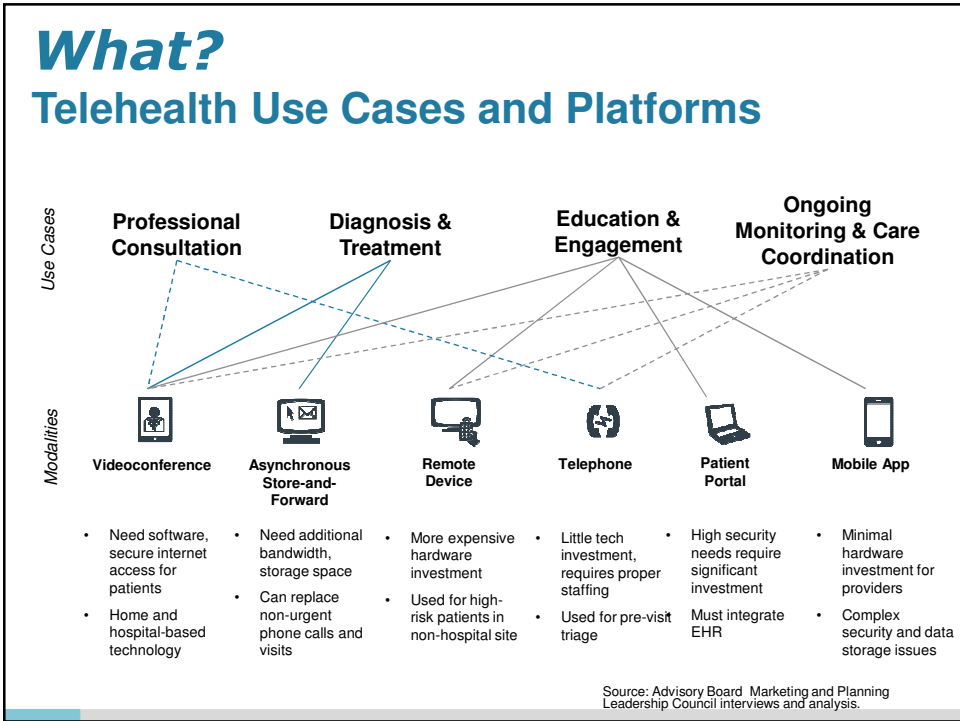 What?
Telehealth Use Cases and Platforms
Use Cases
Professional
Consultation
Diagnosis &
Treatment
Education &
Engagement
Ongoing
Monitoring & Care
Coordination
Modalities
Videoconference
Asynchronous
Store-and-
Forward
Remote
Device
Telephone
Patient
Portal
Mobile App
• Need software,
secure internet
access for
patients
• Home and
hospital-based
technology
• Need additional
bandwidth,
storage space
• Can replace
non-urgent
phone calls and
visits
• More expensive
hardware
investment
• Used for high-
risk patients in
non-hospital site
• Little tech
investment,
requires proper
staffing
• Used for pre-visit
triage
• High security
needs require
significant
investment
• Must integrate
EHR
• Minimal
hardware
investment for
providers
• Complex
security and data
storage issues
Source: Advisory Board Marketing and Planning
Leadership Council interviews and analysis.